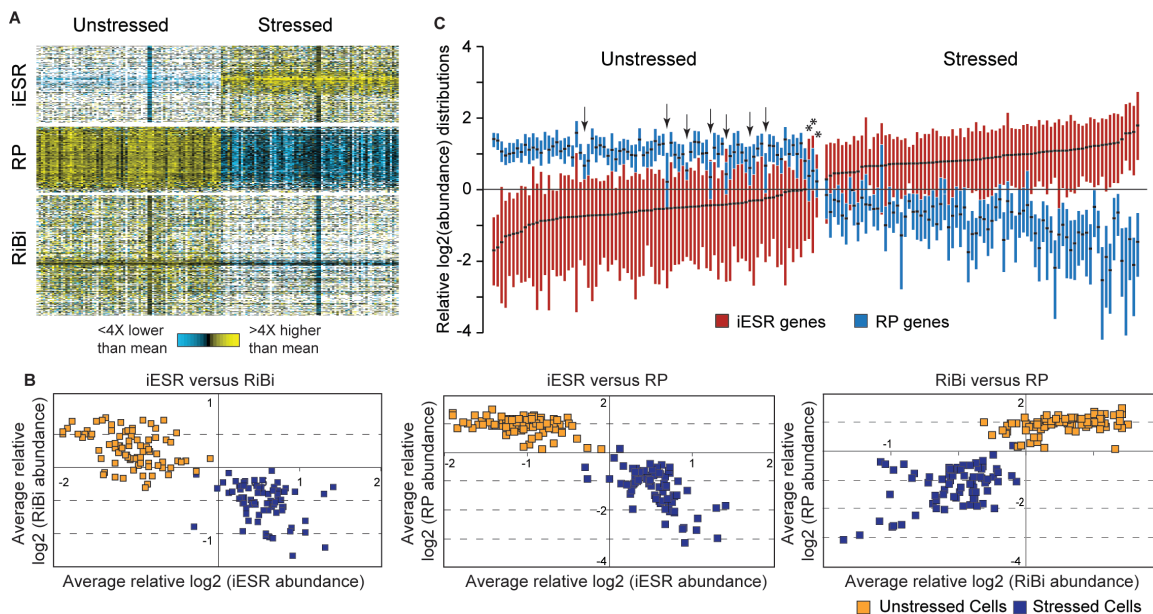 A
Unstressed
Stressed
iESR
RP
RiBi
<4X lower
than mean
>4X higher
than mean
C
Relative log2(abundance) distributions
4
2
0
-2
-4
Unstressed
Stressed
* * *
iESR genes
RP genes
B
iESR versus RiBi
Average relative
log2 (RiBi abundance)
1
-2
1
2
-1
Average relative log2 (iESR abundance)
iESR versus RP
Average relative
log2 (RP abundance)
2
-2
-1
1
2
-2
-4
Average relative log2 (iESR abundance)
RiBi versus RP
Average relative
log2 (RP abundance)
2
-1
1
-2
-4
Average relative log2 (RiBi abundance)
Unstressed Cells
Stressed Cells